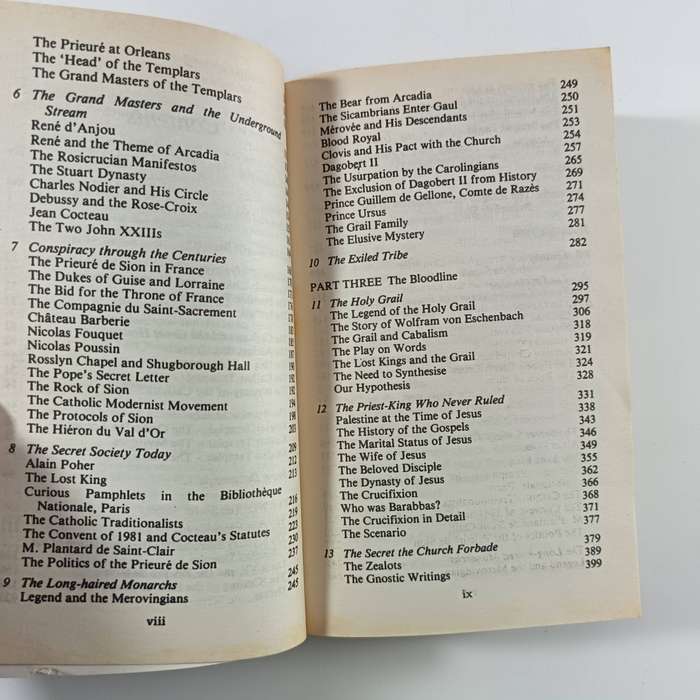 The Prieuré at Orleans
The 'Head' of the Templars
The Grand Masters of the Templars
6 The Grand Masters and the Underground
Stream
René d'Anjou
René and the Theme of Arcadia
The Rosicrucian Manifestos
The Stuart Dynasty
Charles Nodier and His Circle
Debussy and the Rose-Croix
Jean Cocteau
The Two John XXIIIs
7 Conspiracy through the Centuries
The Prieuré de Sion in France
The Dukes of Guise and Lorraine
The Bid for the Throne of France
The Compagnie du Saint-Sacrement
Château Barberie
Nicolas Fouquet
Nicolas Poussin 187
Rosslyn Chapel and Shugborough Hall 190
The Pope's Secret Letter 192
The Rock of Sion 192
The Catholic Modernist Movement 194
The Protocols of Sion 198
The Hiéron du Val d'Or 203
8 The Secret Society Today 209
Alain Poher 212
The Lost King 213
Curious Pamphlets in the Bibliothèque
Nationale, Paris 216
The Catholic Traditionalists 219
The Convent of 1981 and Cocteau's Statutes 223
M. Plantard de Saint-Clair 230
The Politics of the Prieuré de Sion 237
9 The Long-haired Monarchs 245
Legend and the Merovingians 245
viii
The Bear from Arcadia 249
The Sicambrians Enter Gaul 250
Mérovée and His Descendants 251
Blood Royal 253
Clovis and His Pact with the Church 254
Dagobert II 257
The Usurpation by the Carolingians 265
The Exclusion of Dagobert II from History 269
Prince Guillem de Gellone, Comte de Razès 271
Prince Ursus 274
The Grail Family 277
The Elusive Mystery 281
10 The Exiled Tribe 282
PART THREE The Bloodline
11 The Holy Grail 295
The Legend of the Holy Grail 297
The Story of Wolfram von Eschenbach 306
The Grail and Cabalism 318
The Play on Words 319
The Lost Kings and the Grail 321
The Need to Synthesise 324
Our Hypothesis 328
12 The Priest-King Who Never Ruled 331
Palestine at the Time of Jesus 338
The History of the Gospels 343
The Marital Status of Jesus 346
The Wife of Jesus 349
The Beloved Disciple 355
The Dynasty of Jesus 362
The Crucifixion 366
Who was Barabbas? 368
The Crucifixion in Detail 371
The Scenario 377
13 The Secret the Church Forbade 379
The Zealots 389
The Gnostic Writings 399
ix